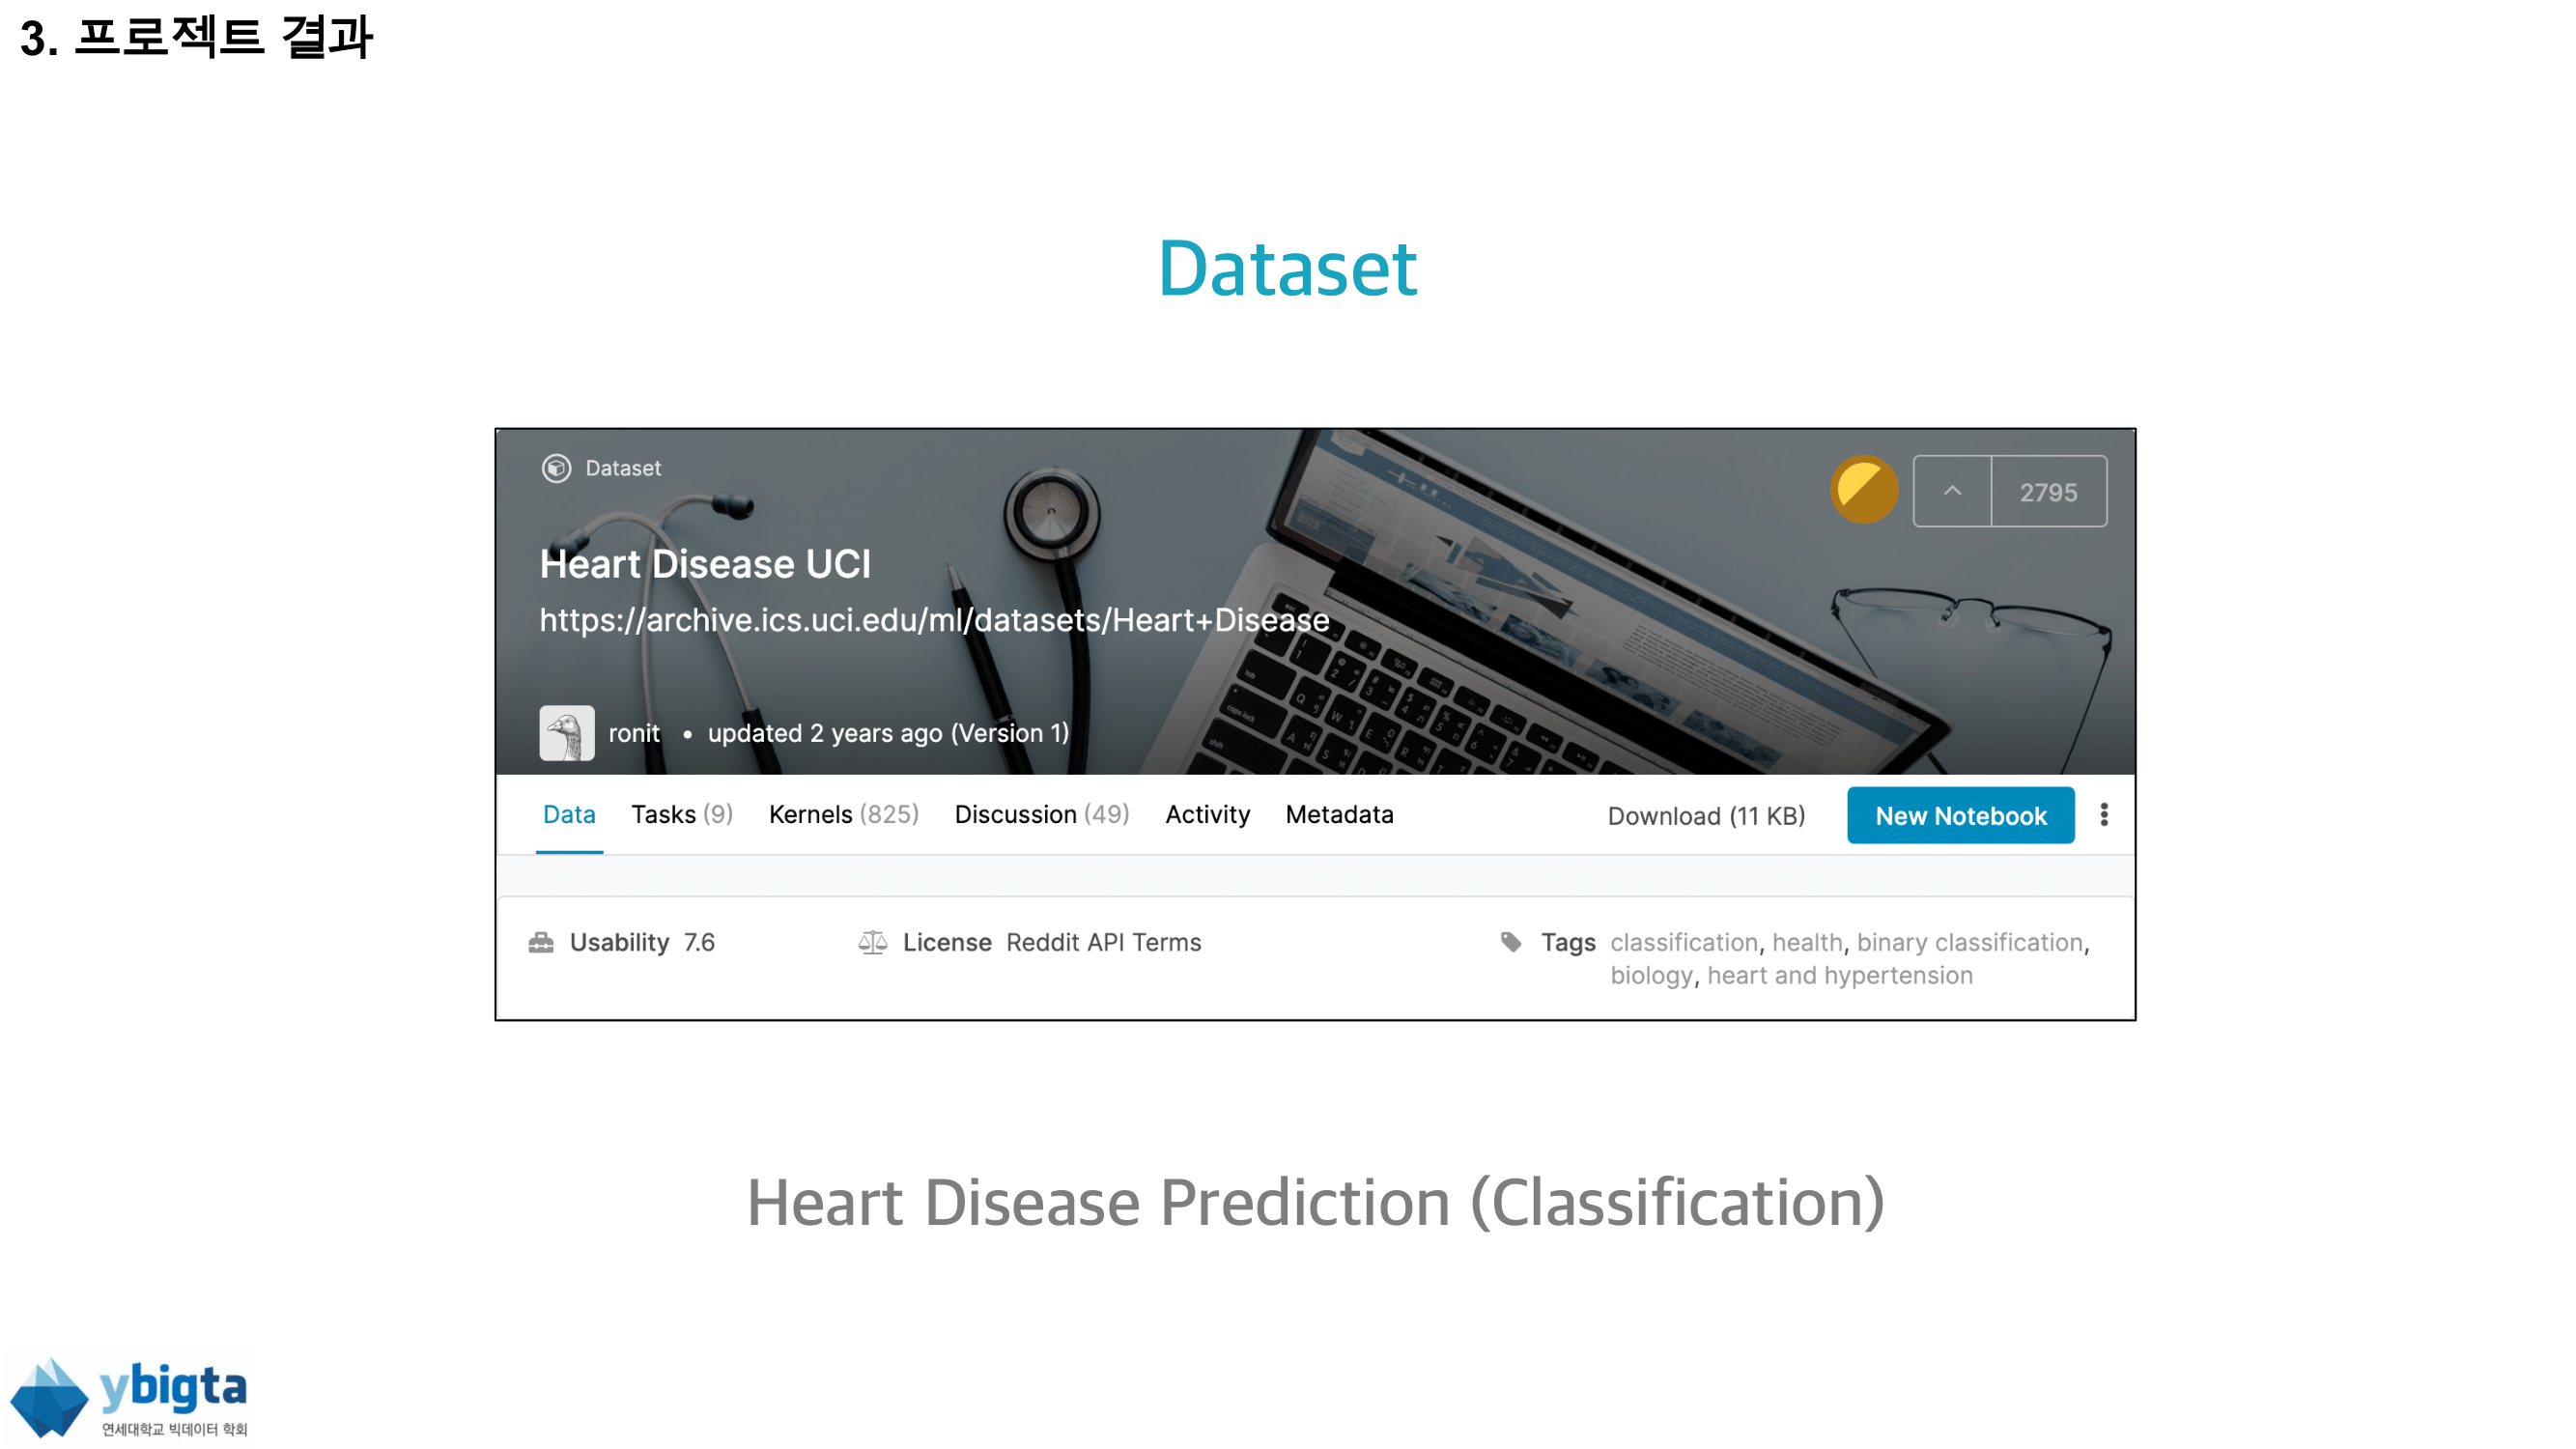 3. 프로젝트 결과
Dataset
Dataset
2795
Heart Disease UCI
https://archive.ics.uci.edu/ml/datasets/Heart+Disease
ronit • updated 2 years ago (Version 1)
Data Tasks (9) Kernels (825) Discussion (49) Activity Metadata Download (11 KB) New Notebook
Usability 7.6 License Reddit API Terms Tags classification, health, binary classification,
biology, heart and hypertension
Heart Disease Prediction (Classification)
ybigta
연세대학교 빅데이터 학회